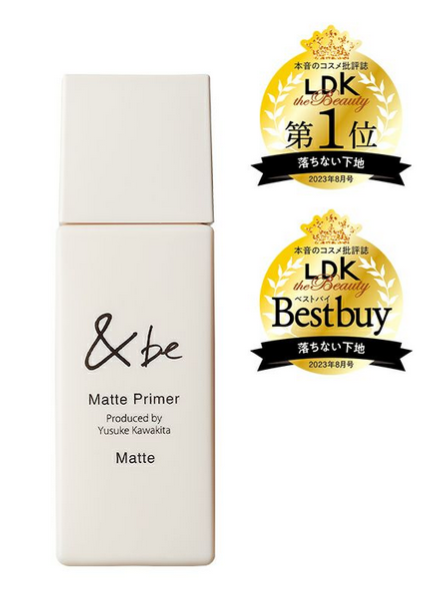 &be
Matte Primer
Produced by
Yusuke Kawakita
Matte
本音のコスメ批評誌
LDK
the Beauty
第1位
落ちない下地
2023年8月号
本音のコスメ批評誌
LDK
the Beauty
ベストバイ
Bestbuy
落ちない下地
2023年8月号